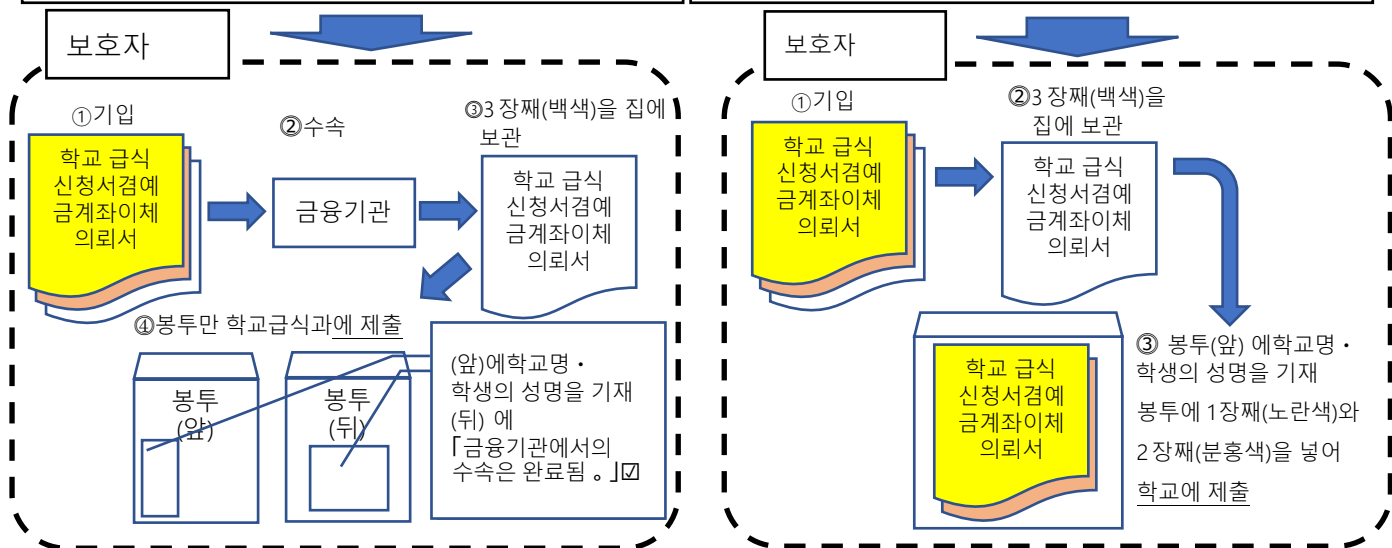 보호자
①기입
학교 급식
신청서겸예
금계좌이체
의뢰서
②수속
금융기관
③3 장째(백색)을 집에
보관
학교 급식
신청서겸예
금계좌이체
의뢰서
④봉투만 학교급식과에 제출
봉투
(앞)
봉투
(뒤)
(앞)에학교명・
학생의 성명을 기재
(뒤) 에
｢금융기관에서의
수속은 완료됨 。｣☑
보호자
①기입
학교 급식
신청서겸예
금계좌이체
의뢰서
②3 장째(백색)을
집에 보관
학교 급식
신청서겸예
금계좌이체
의뢰서
학교 급식
신청서겸예
금계좌이체
의뢰서
③ 봉투(앞) 에학교명・
학생의 성명을 기재
봉투에 1장째(노란색)와
2 장째(분홍색)을 넣어
학교에 제출